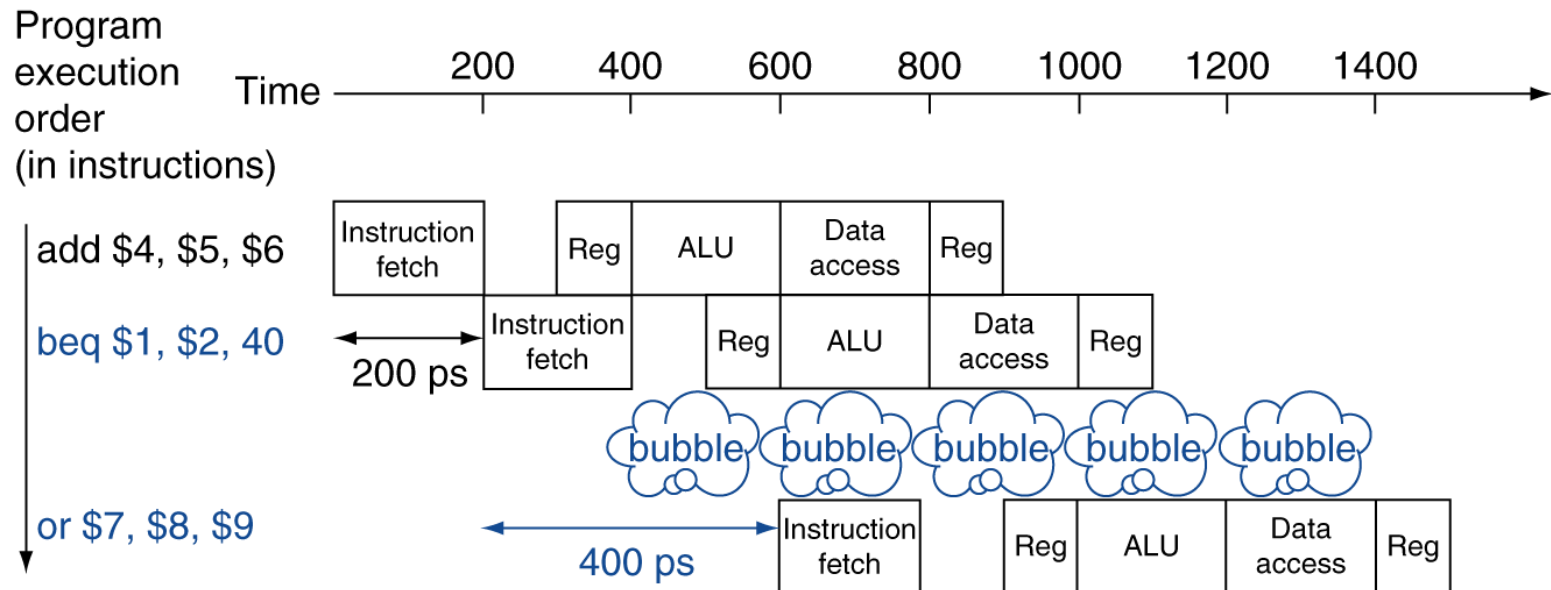 Program
execution
order
(in instructions)
Time
200 400 600 800 1000 1200 1400
add $4, $5, $6
Instruction
fetch
Reg
ALU
Data
access
Reg
beq $1, $2, 40
200 ps
Instruction
fetch
Reg
ALU
Data
access
Reg
bubble bubble bubble bubble bubble
or $7, $8, $9
400 ps
Instruction
fetch
Reg
ALU
Data
access
Reg